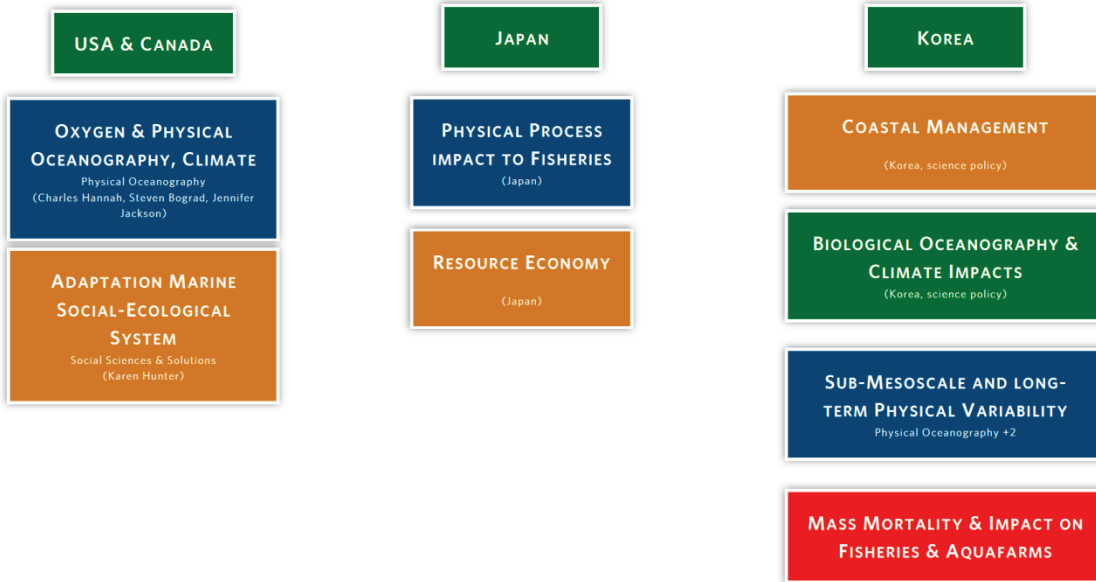 USA & CANADA
OXYGEN & PHYSICAL
OCEANOGRAPHY, CLIMATE
Physical Oceanography
(Charles Hannah, Steven Bograd, Jennifer
Jackson)
ADAPTATION MARINE
SOCIAL-ECOLOGICAL
SYSTEM
Social Sciences & Solutions
(Karen Hunter)
JAPAN
PHYSICAL PROCESS
IMPACT TO FISHERIES
(Japan)
RESOURCE ECONOMY
(Japan)
KOREA
COASTAL MANAGEMENT
(Korea, science policy)
BIOLOGICAL OCEANOGRAPHY &
CLIMATE IMPACTS
(Korea, science policy)
SUB-MESOSCALE AND LONG-
TERM PHYSICAL VARIABILITY
Physical Oceanography +2
MASS MORTALITY & IMPACT ON
FISHERIES & AQUAFARMS